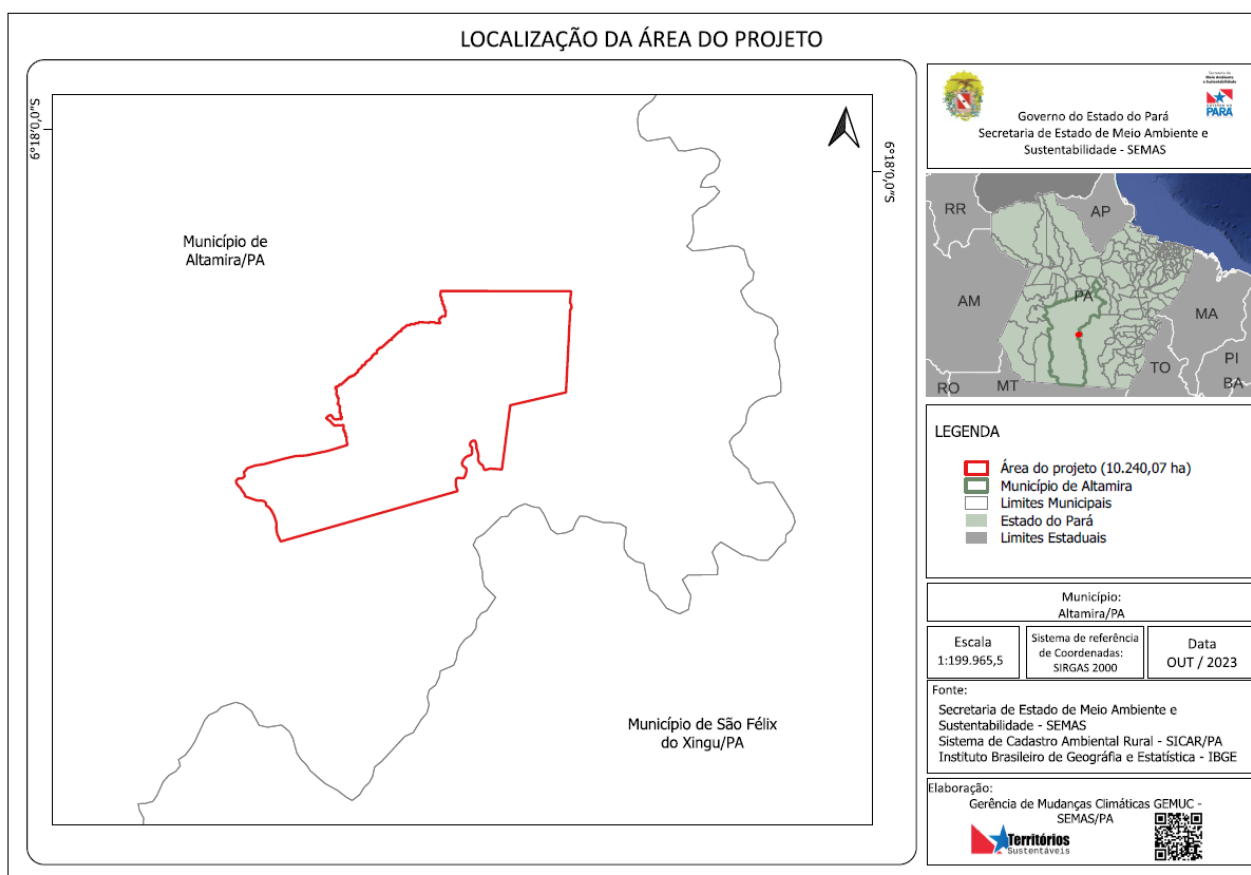 LOCALIZAÇÃO DA ÁREA DO PROJETO
6°18'0,0"S
6°18'0,0"S
Município de
Altamira/PA
Município de São Félix
do Xingu/PA
Secretaria de
Meio Ambiente
e Sustentabilidade
PARÁ
Governo do Estado do Pará
Secretaria de Estado de Meio Ambiente e
Sustentabilidade - SEMAS
RR
AP
AM
PA
MA
PI
TO
BA
RO
MT
LEGENDA
Área do projeto (10.240,07 ha)
Município de Altamira
Limites Municipais
Estado do Pará
Limites Estaduais
Município:
Altamira/PA
Escala
1:199.965,5
Sistema de referência
de Coordenadas:
SIRGAS 2000
Data
OUT / 2023
Fonte:
Secretaria de Estado de Meio Ambiente e
Sustentabilidade - SEMAS
Sistema de Cadastro Ambiental Rural - SICAR/PA
Instituto Brasileiro de Geográfia e Estatística - IBGE
Elaboração:
Gerência de Mudanças Climáticas GEMUC -
SEMAS/PA
Territórios
Sustentáveis